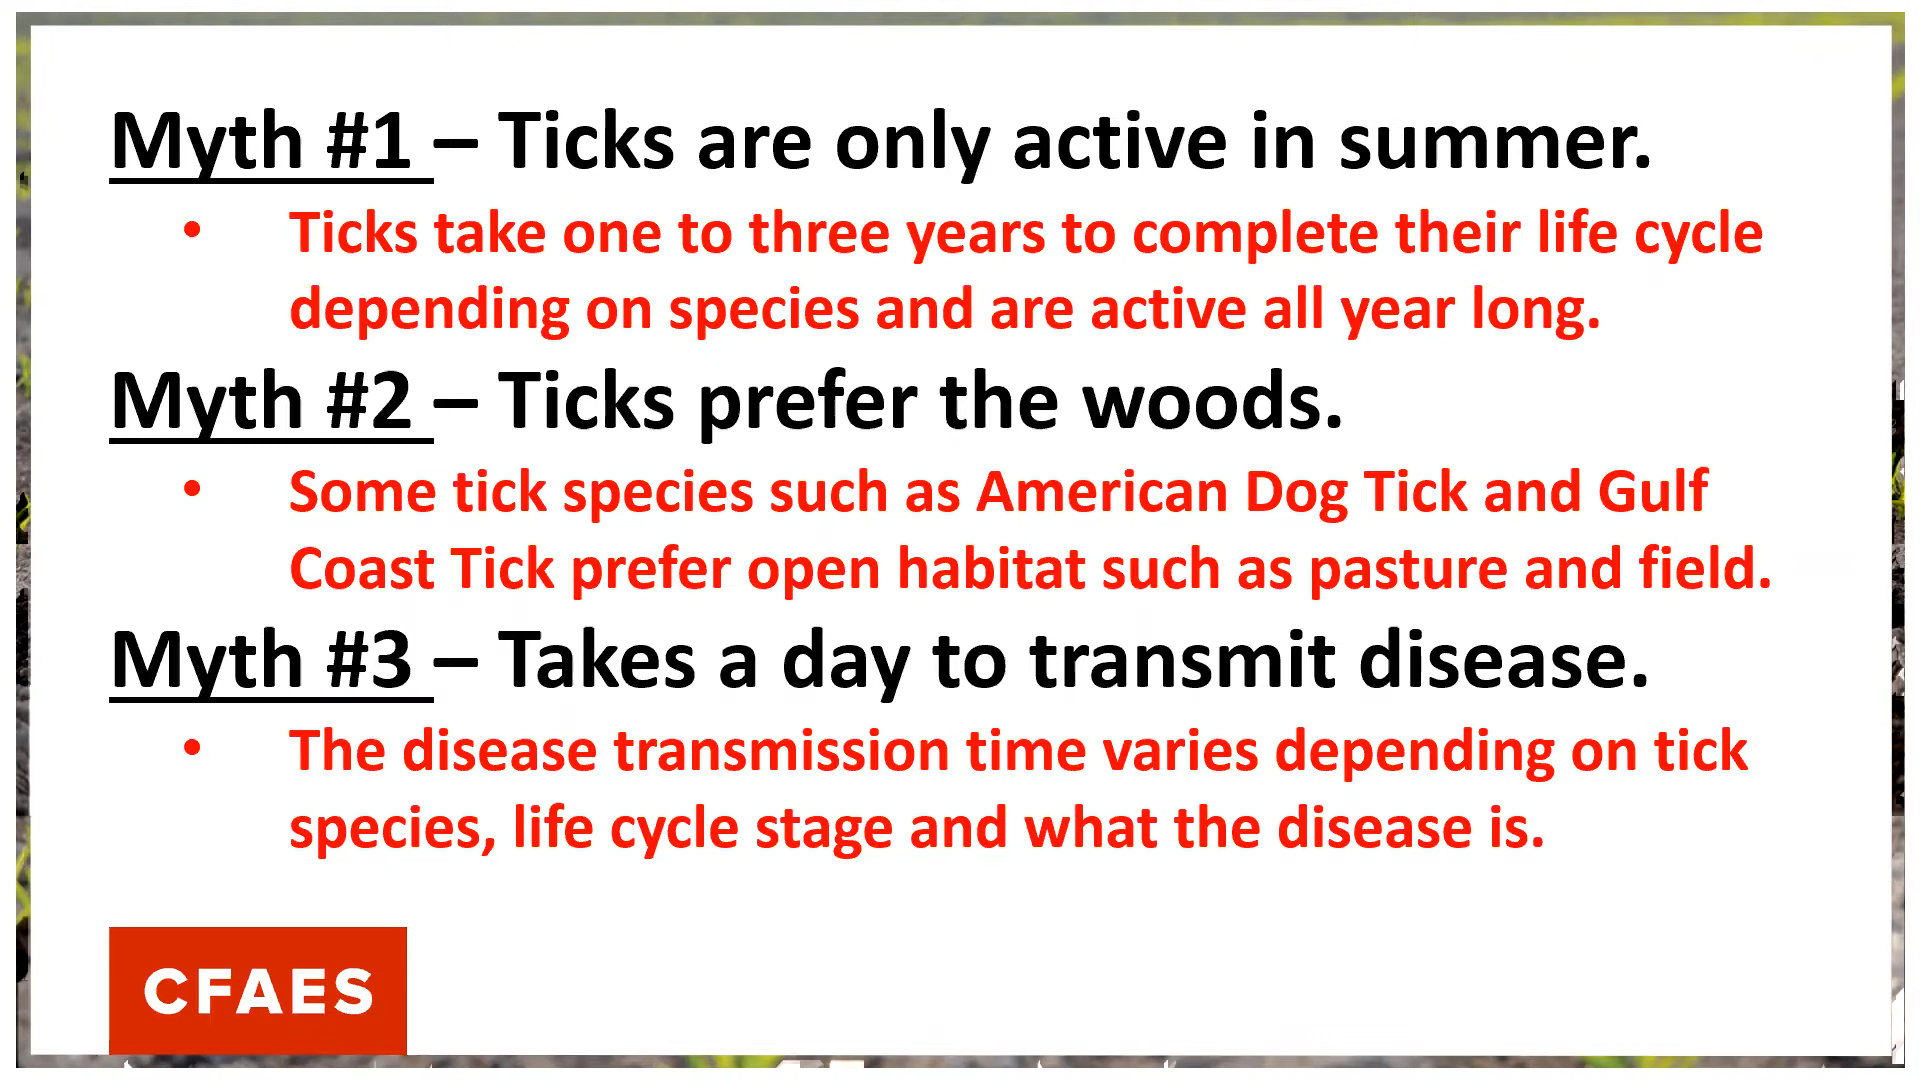 Myth #1 – Ticks are only active in summer.
• Ticks take one to three years to complete their life cycle
depending on species and are active all year long.
Myth #2 – Ticks prefer the woods.
• Some tick species such as American Dog Tick and Gulf
Coast Tick prefer open habitat such as pasture and field.
Myth #3 – Takes a day to transmit disease.
• The disease transmission time varies depending on tick
species, life cycle stage and what the disease is.
CFAES